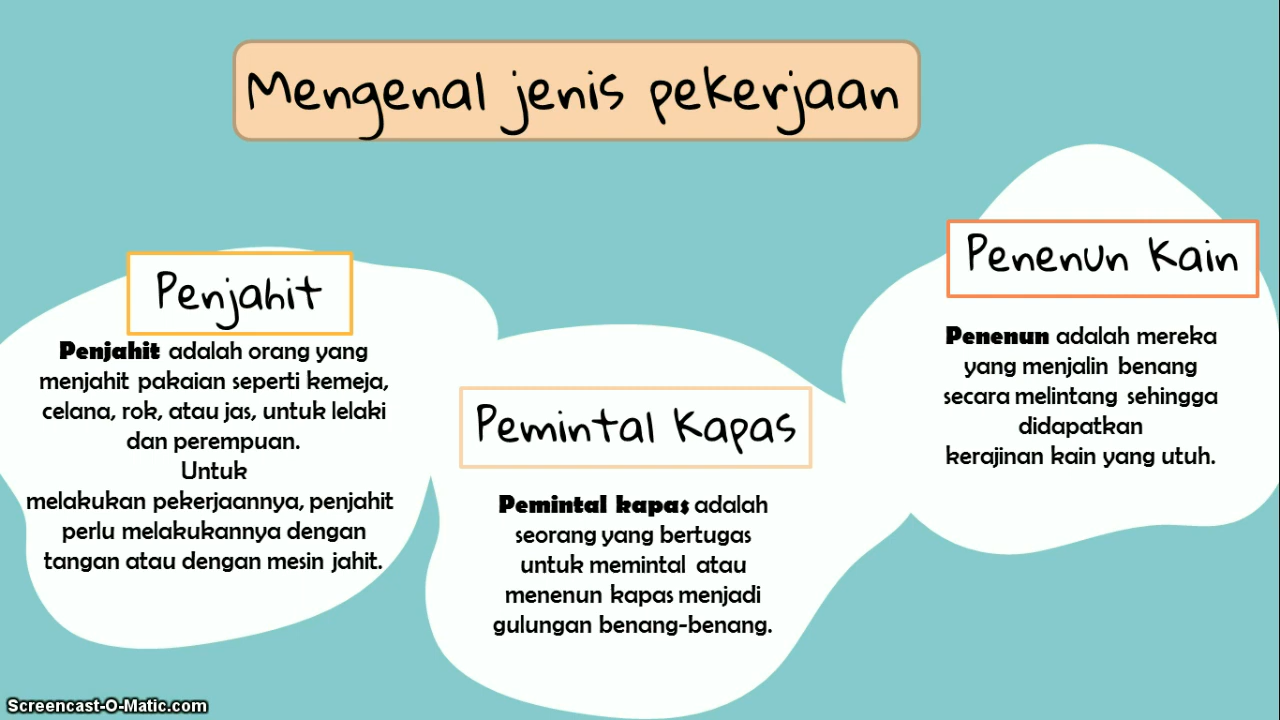 Mengenal jenis pekerjaan
Penjahit
Penjahit adalah orang yang
menjahit pakaian seperti kemeja,
celana, rok, atau jas, untuk lelaki
dan perempuan.
Untuk
melakukan pekerjaannya, penjahit
perlu melakukannya dengan
tangan atau dengan mesin jahit.
Pemintal Kapas
Pemintal kapas adalah
seorang yang bertugas
untuk memintal atau
menenun kapas menjadi
gulungan benang-benang.
Penenun Kain
Penenun adalah mereka
yang menjalin benang
secara melintang sehingga
didapatkan
kerajinan kain yang utuh.
Screencast-O-Matic.com